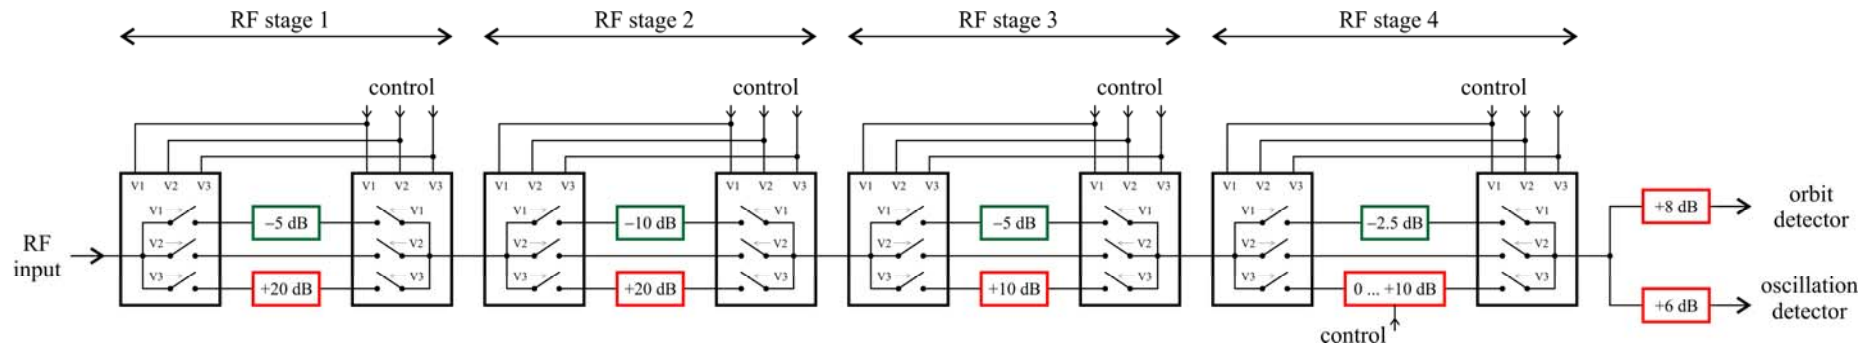 RF stage 1 RF stage 2 RF stage 3 RF stage 4
control control control control
V1 V2 V3 V1 V2 V3 V1 V2 V3 V1 V2 V3 V1 V2 V3 V1 V2 V3 V1 V2 V3 V1 V2 V3
V1 –5 dB V1 V1 –10 dB V1 V1 –5 dB V1 V1 –2.5 dB V1 +8 dB orbit
detector
RF V2 V2 V2 V2 V2 V2 V2 V2
input
V3 +20 dB V3 V3 +20 dB V3 V3 +10 dB V3 V3 0 ... +10 dB V3 +6 dB oscillation
detector
control